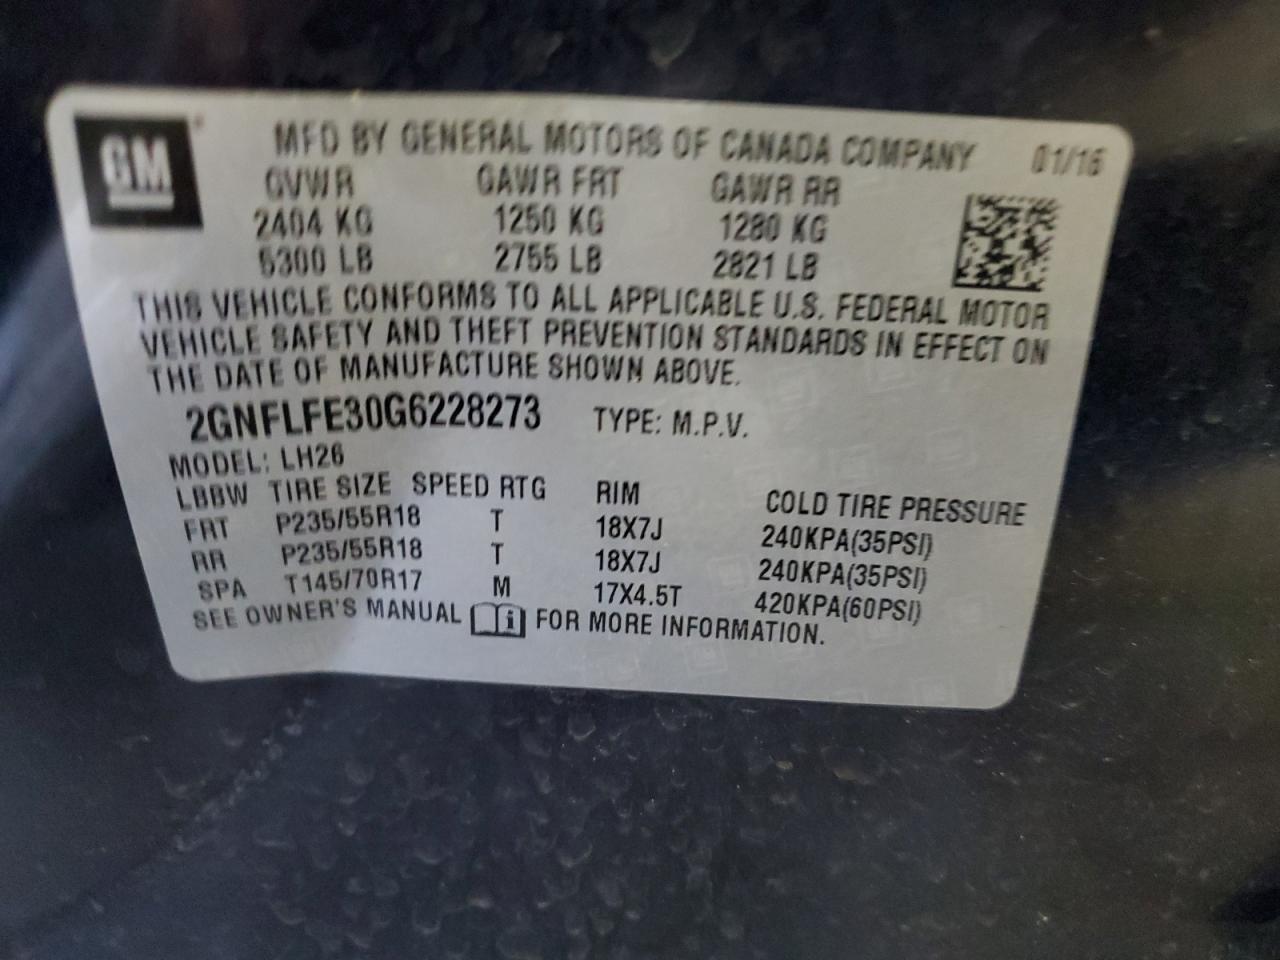 GM
MFD BY GENERAL MOTORS OF CANADA COMPANY 01/16
GVWR GAWR FRT GAWR RR
2404 KG 1250 KG 1280 KG
5300 LB 2755 LB 2821 LB
THIS VEHICLE CONFORMS TO ALL APPLICABLE U.S. FEDERAL MOTOR
VEHICLE SAFETY AND THEFT PREVENTION STANDARDS IN EFFECT ON
THE DATE OF MANUFACTURE SHOWN ABOVE.
2GNFLFE30G6228273 TYPE: M.P.V.
MODEL: LH26
LBBW TIRE SIZE SPEED RTG RIM COLD TIRE PRESSURE
FRT P235/55R18 T 18X7J 240KPA(35PSI)
RR P235/55R18 T 18X7J 240KPA(35PSI)
SPA T145/70R17 M 17X4.5T 420KPA(60PSI)
SEE OWNER'S MANUAL i FOR MORE INFORMATION.